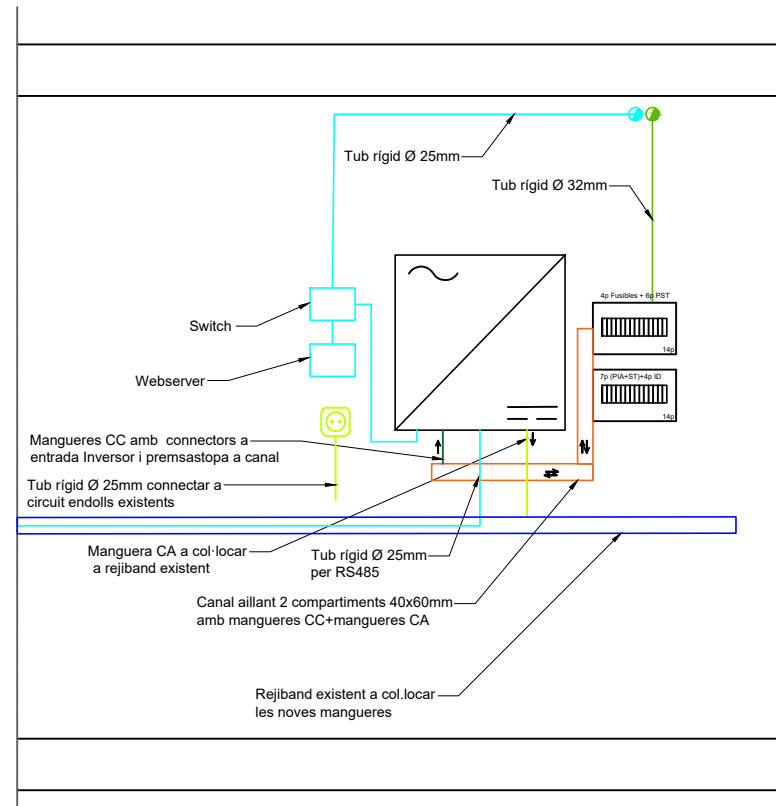 Tub rígid Ø 25mm
Tub rígid Ø 32mm
4p Fusibles + 6p PST
14p
Switch
7p (PIA+ST)+4p ID
14p
Webserver
Mangueres CC amb connectors a
entrada Inversor i premsastopa a canal
Tub rígid Ø 25mm connectar a
circuit endolls existents
Manguera CA a col·locar
a rejiband existent
Tub rígid Ø 25mm
per RS485
Canal aillant 2 compartiments 40x60mm
amb mangueres CC+mangueres CA
Rejiband existent a col.locar
les noves mangueres